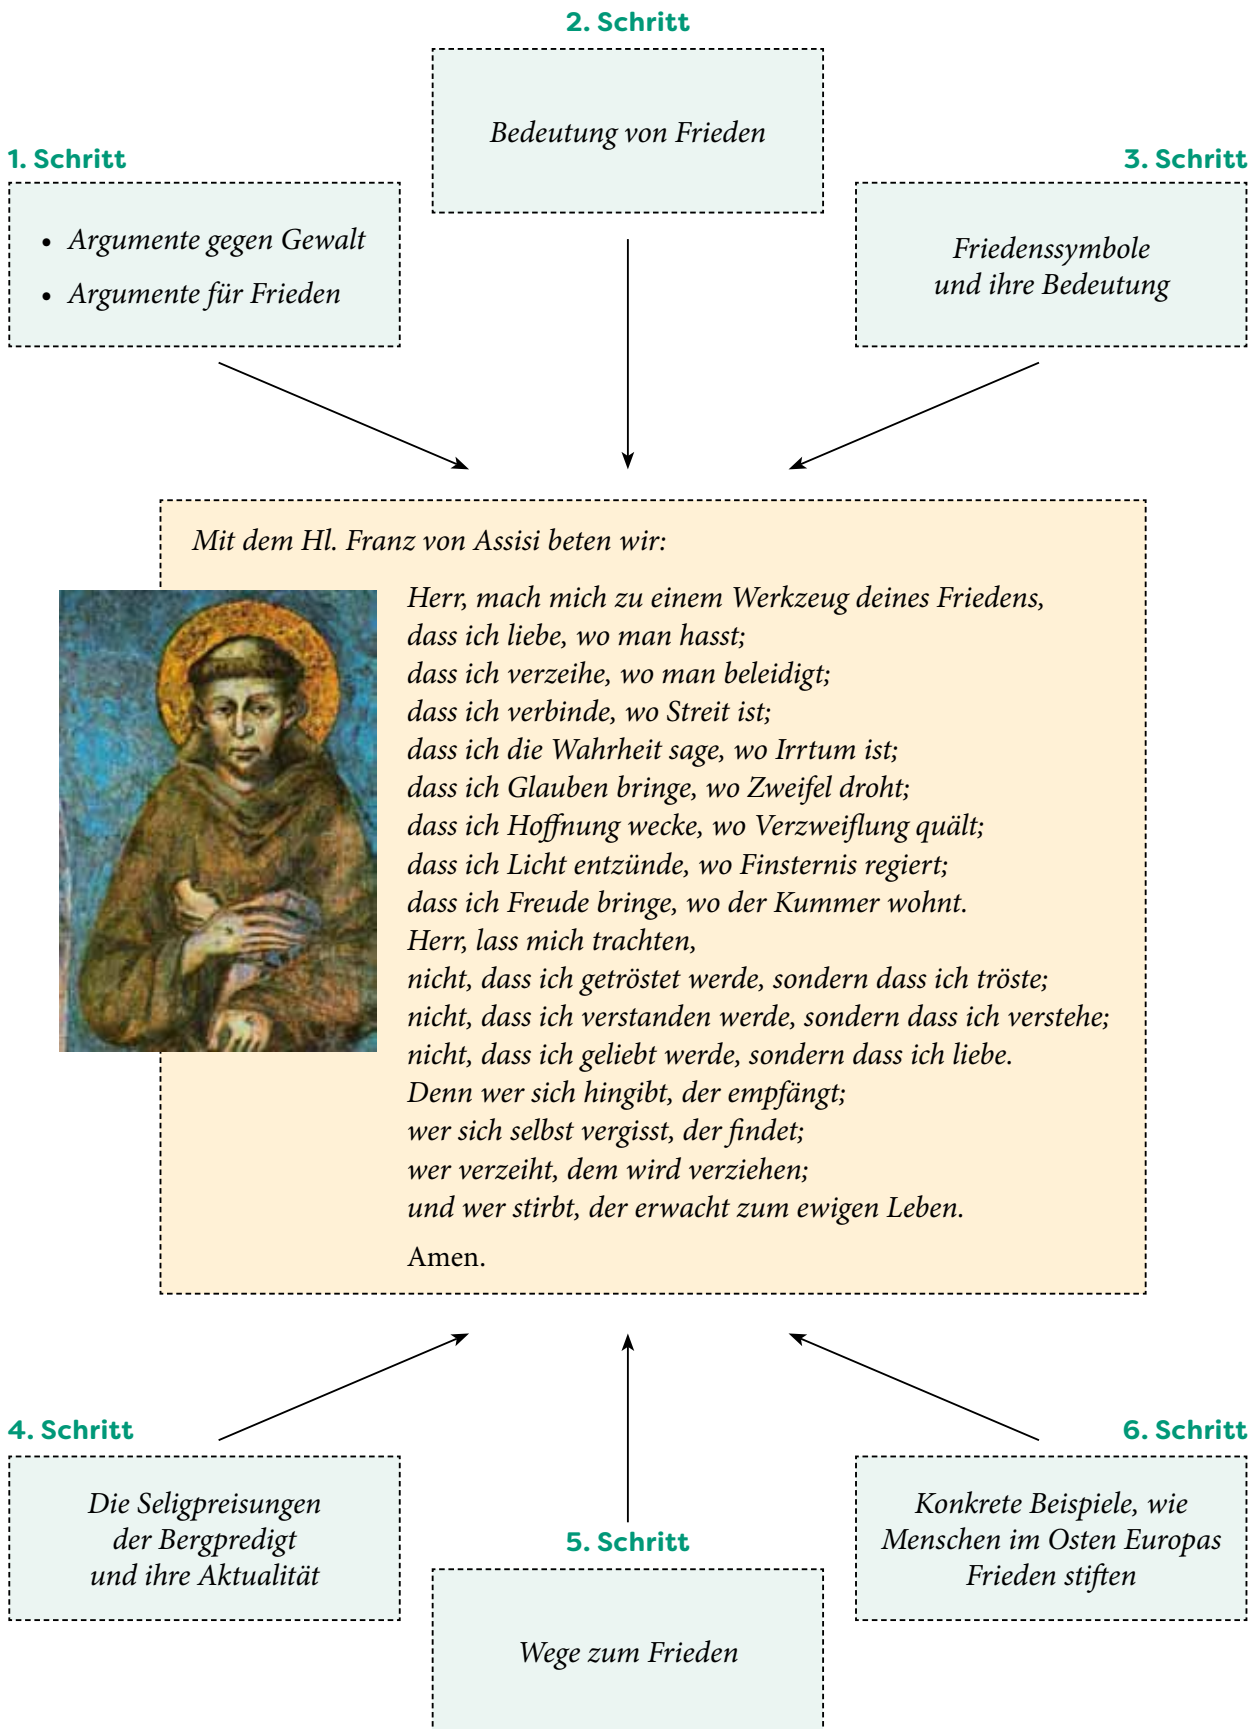 1. Schritt
• Argumente gegen Gewalt
• Argumente für Frieden
2. Schritt
Bedeutung von Frieden
3. Schritt
Friedenssymbole
und ihre Bedeutung
Mit dem Hl. Franz von Assisi beten wir:
Herr, mach mich zu einem Werkzeug deines Friedens,
dass ich liebe, wo man hasst;
dass ich verzeihe, wo man beleidigt;
dass ich verbinde, wo Streit ist;
dass ich die Wahrheit sage, wo Irrtum ist;
dass ich Glauben bringe, wo Zweifel droht;
dass ich Hoffnung wecke, wo Verzweiflung quält;
dass ich Licht entzünde, wo Finsternis regiert;
dass ich Freude bringe, wo der Kummer wohnt.
Herr, lass mich trachten,
nicht, dass ich getröstet werde, sondern dass ich tröste;
nicht, dass ich verstanden werde, sondern dass ich verstehe;
nicht, dass ich geliebt werde, sondern dass ich liebe.
Denn wer sich hingibt, der empfängt;
wer sich selbst vergisst, der findet;
wer verzeiht, dem wird verziehen;
und wer stirbt, der erwacht zum ewigen Leben.
Amen.
4. Schritt
Die Seligpreisungen
der Bergpredigt
und ihre Aktualität
5. Schritt
Wege zum Frieden
6. Schritt
Konkrete Beispiele, wie
Menschen im Osten Europas
Frieden stiften